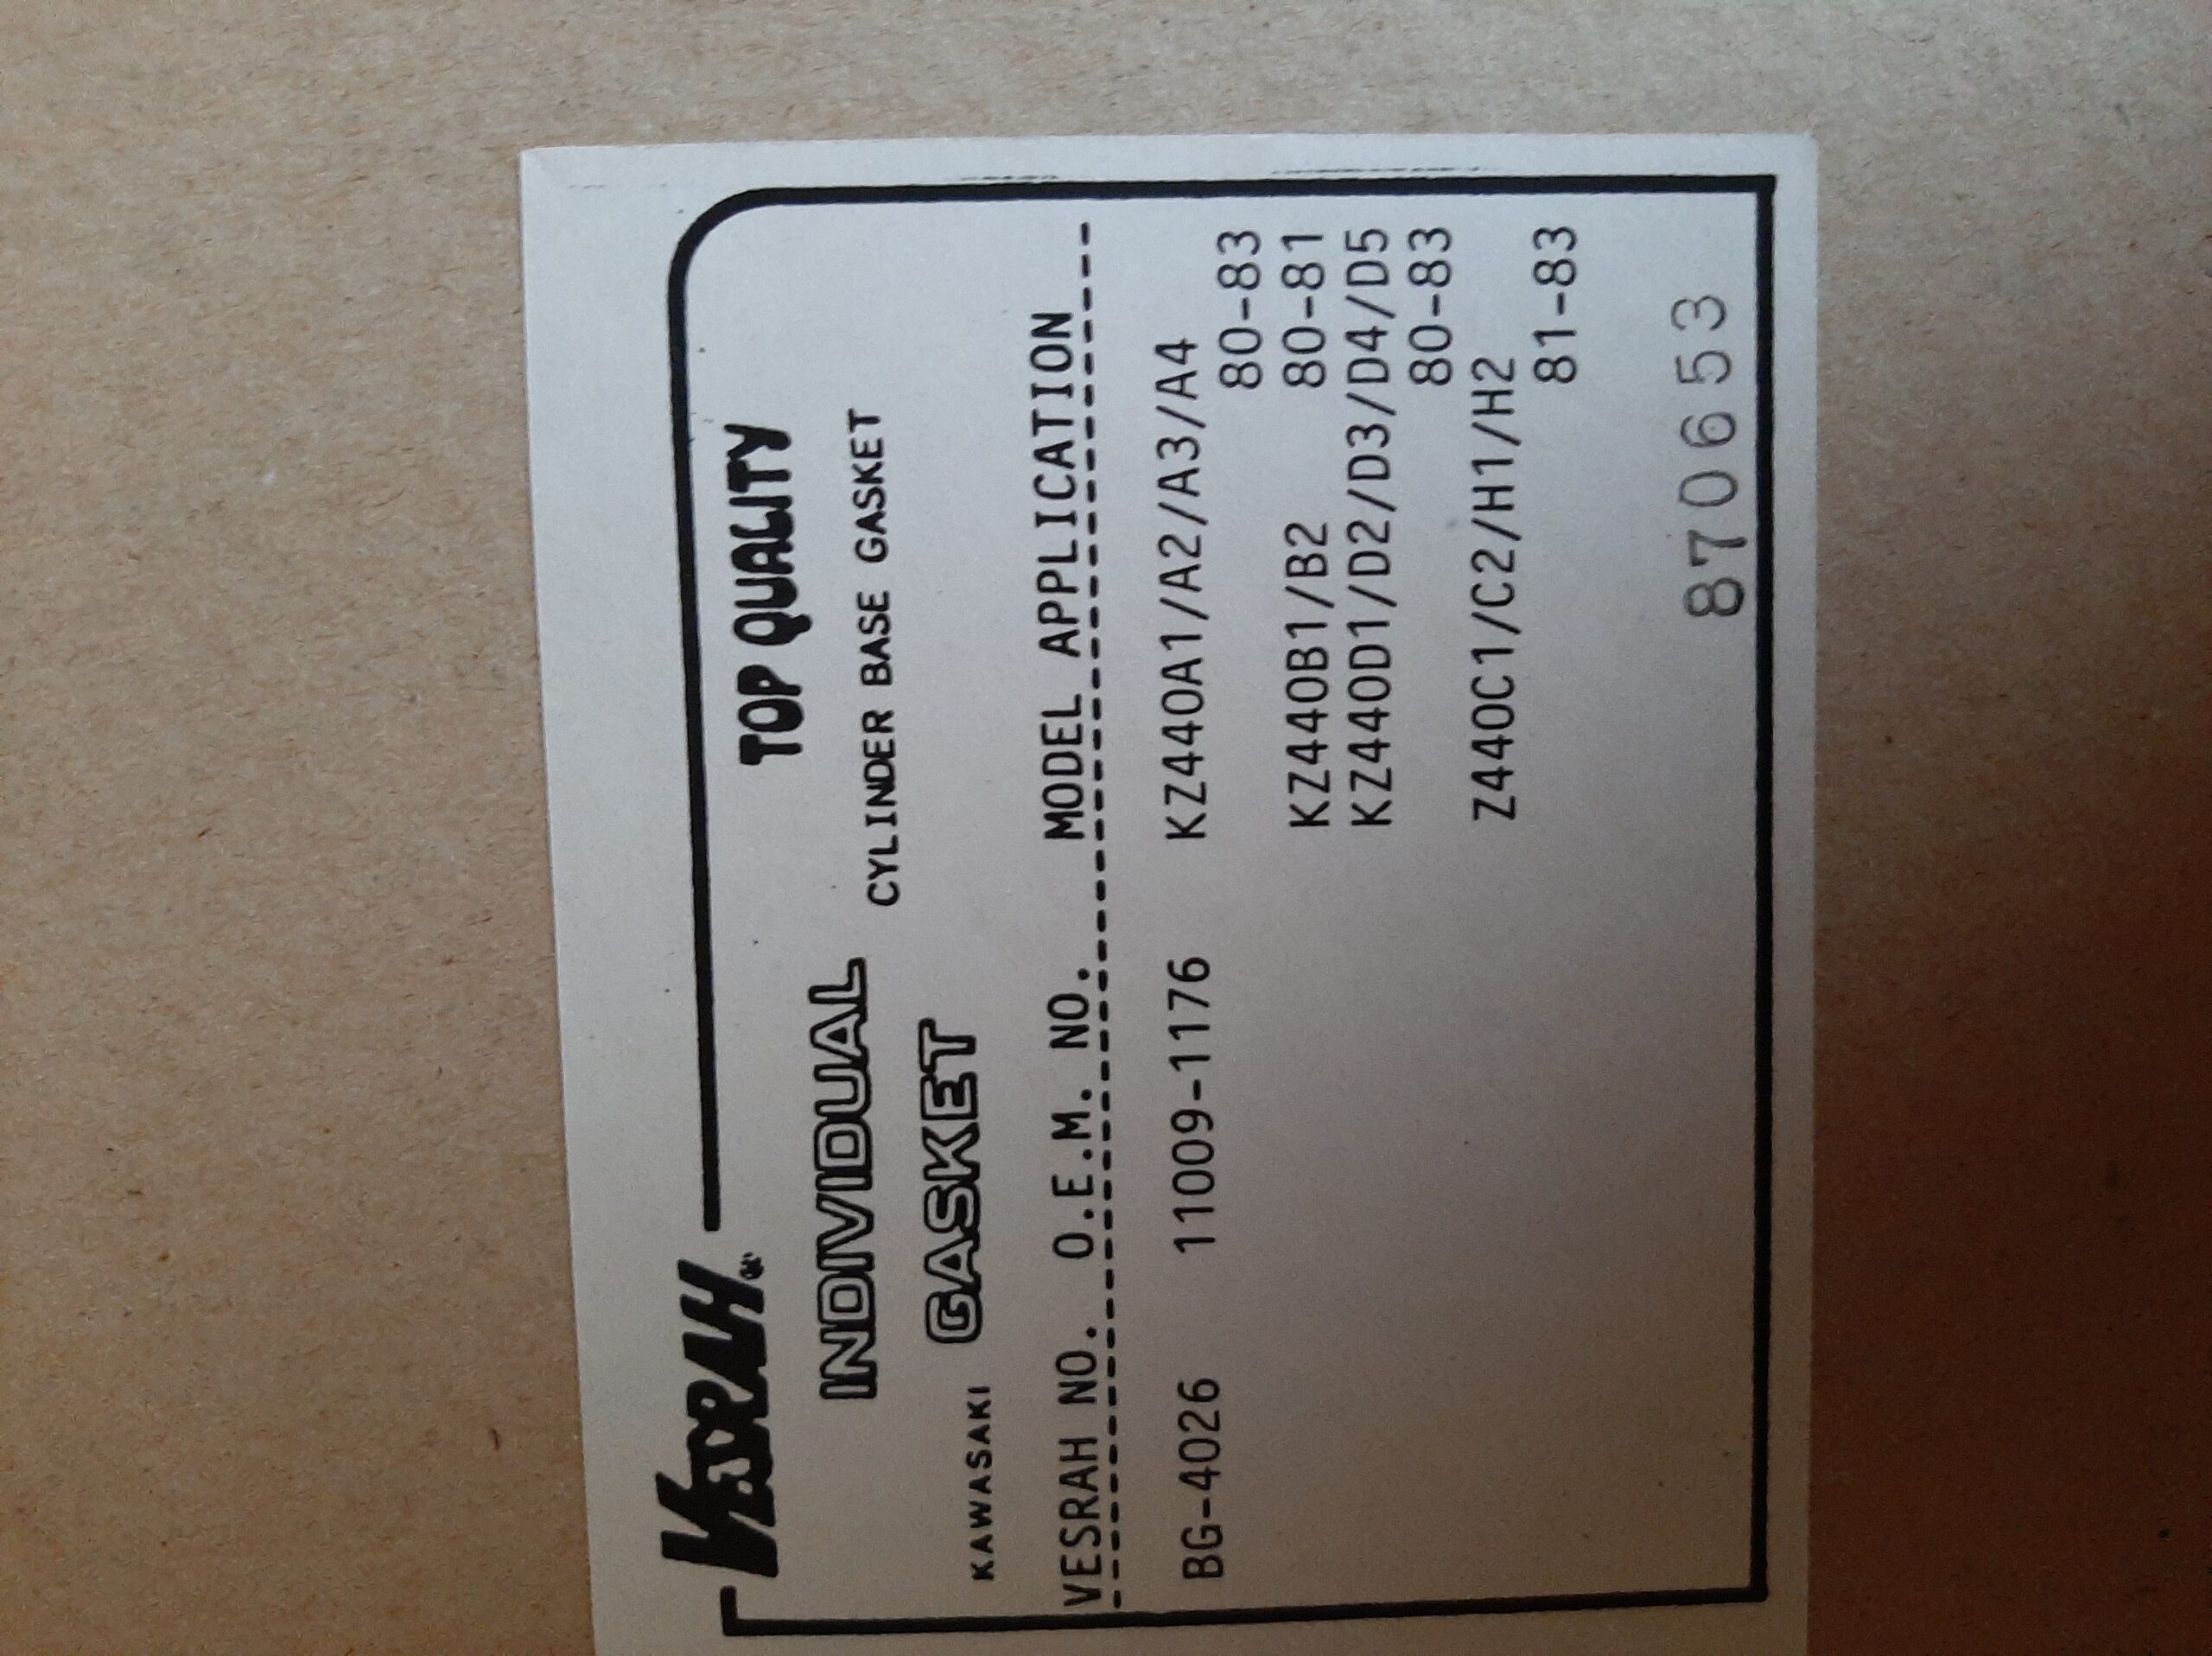 VESRAH
TOP QUALITY
INDIVIDUAL
CYLINDER BASE GASKET
KAWASAKI GASKET
VESRAH NO. O.E.M. NO. MODEL APPLICATION
BG-4026 11009-1176 KZ440A1/A2/A3/A4
80-83
KZ440B1/B2 80-81
KZ440D1/D2/D3/D4/D5
80-83
Z440C1/C2/H1/H2
81-83
870653